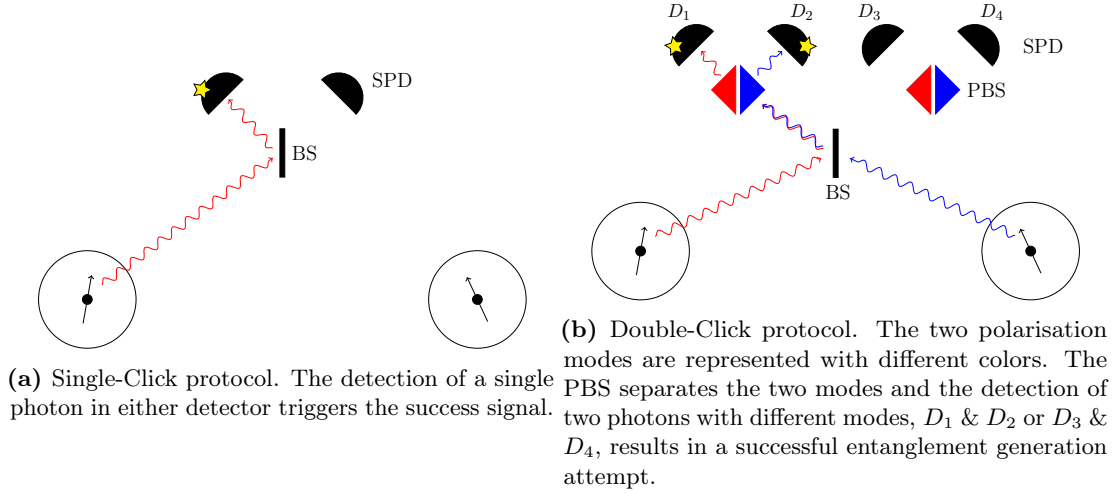 SPD
BS
(a) Single-Click protocol. The detection of a single
photon in either detector triggers the success signal.
D₁
D₂
D₃
D₄
SPD
PBS
BS
(b) Double-Click protocol. The two polarisation
modes are represented with different colors. The
PBS separates the two modes and the detection of
two photons with different modes, D₁ & D₂ or D₃ &
D₄, results in a successful entanglement generation
attempt.